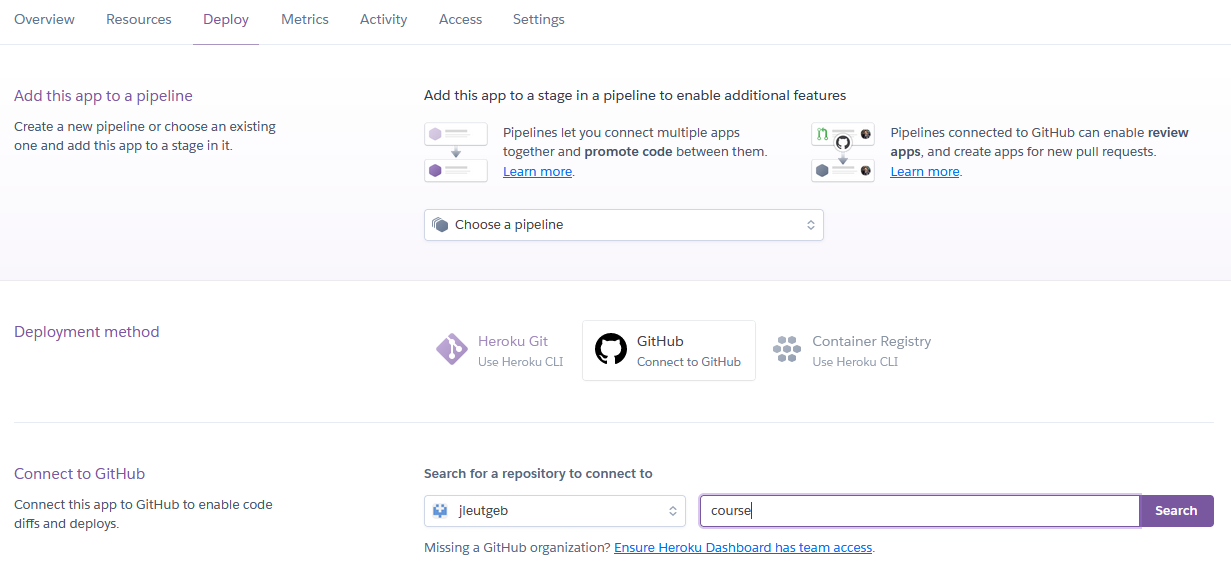 Overview Resources Deploy Metrics Activity Access Settings
Add this app to a pipeline
Create a new pipeline or choose an existing
one and add this app to a stage in it.
Add this app to a stage in a pipeline to enable additional features
Pipelines let you connect multiple apps
together and promote code between them.
Learn more.
Pipelines connected to GitHub can enable review
apps, and create apps for new pull requests.
Learn more.
Choose a pipeline
Deployment method
Heroku Git
Use Heroku CLI
GitHub
Connect to GitHub
Container Registry
Use Heroku CLI
Connect to GitHub
Connect this app to GitHub to enable code
diffs and deploys.
Search for a repository to connect to
jleutgeb
course
Search
Missing a GitHub organization? Ensure Heroku Dashboard has team access.